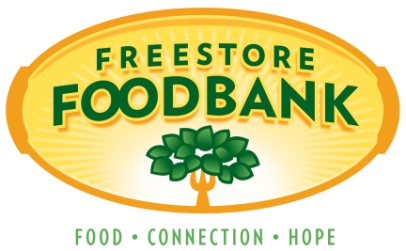 FREESTORE
FOODBANK
FOOD • CONNECTION • HOPE